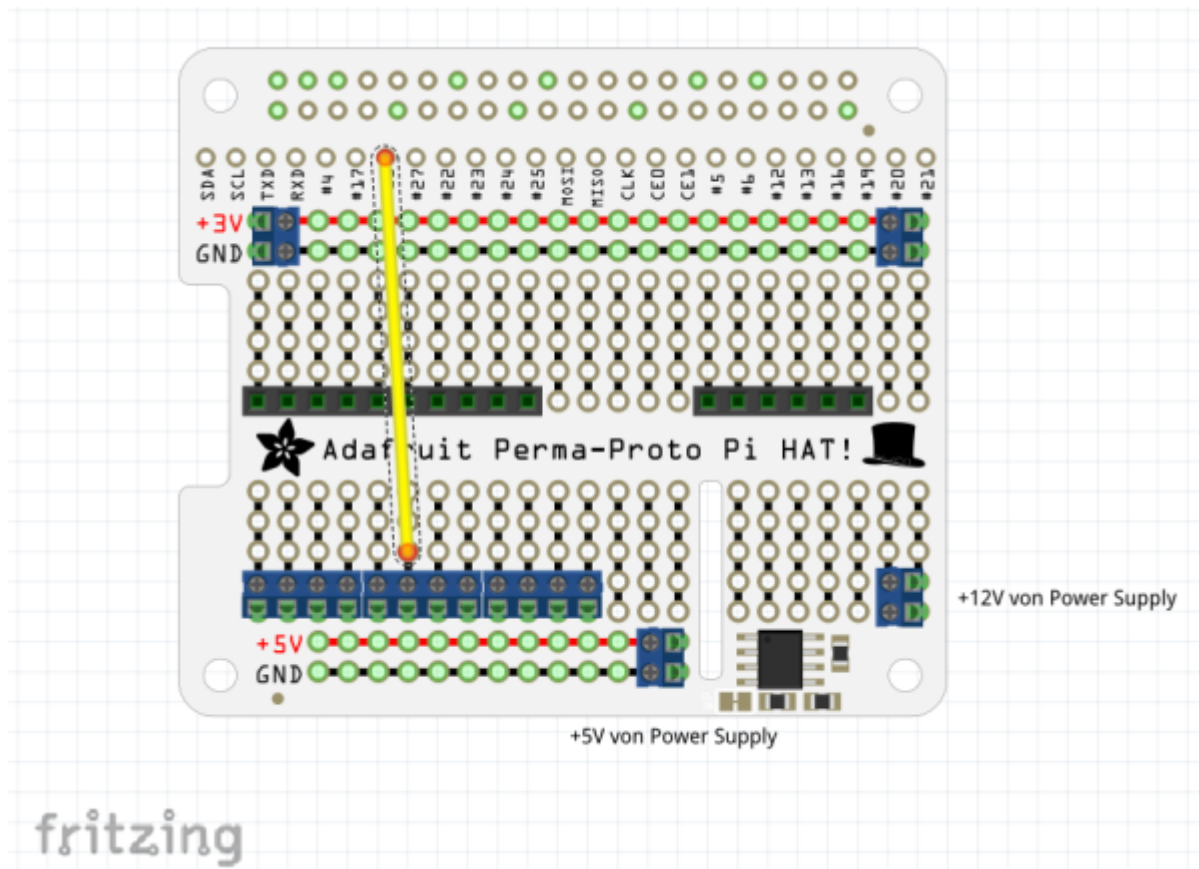 SDA SCL TXD RXD #4 #17 #27 #22 #23 #24 #25 MOSI MISO CLK CE0 CE1 #5 #6 #12 #13 #16 #19 #20 #21
+3V
GND
Adafruit Perma-Proto Pi HAT!
+12V von Power Supply
+5V
GND
+5V von Power Supply
fritzing